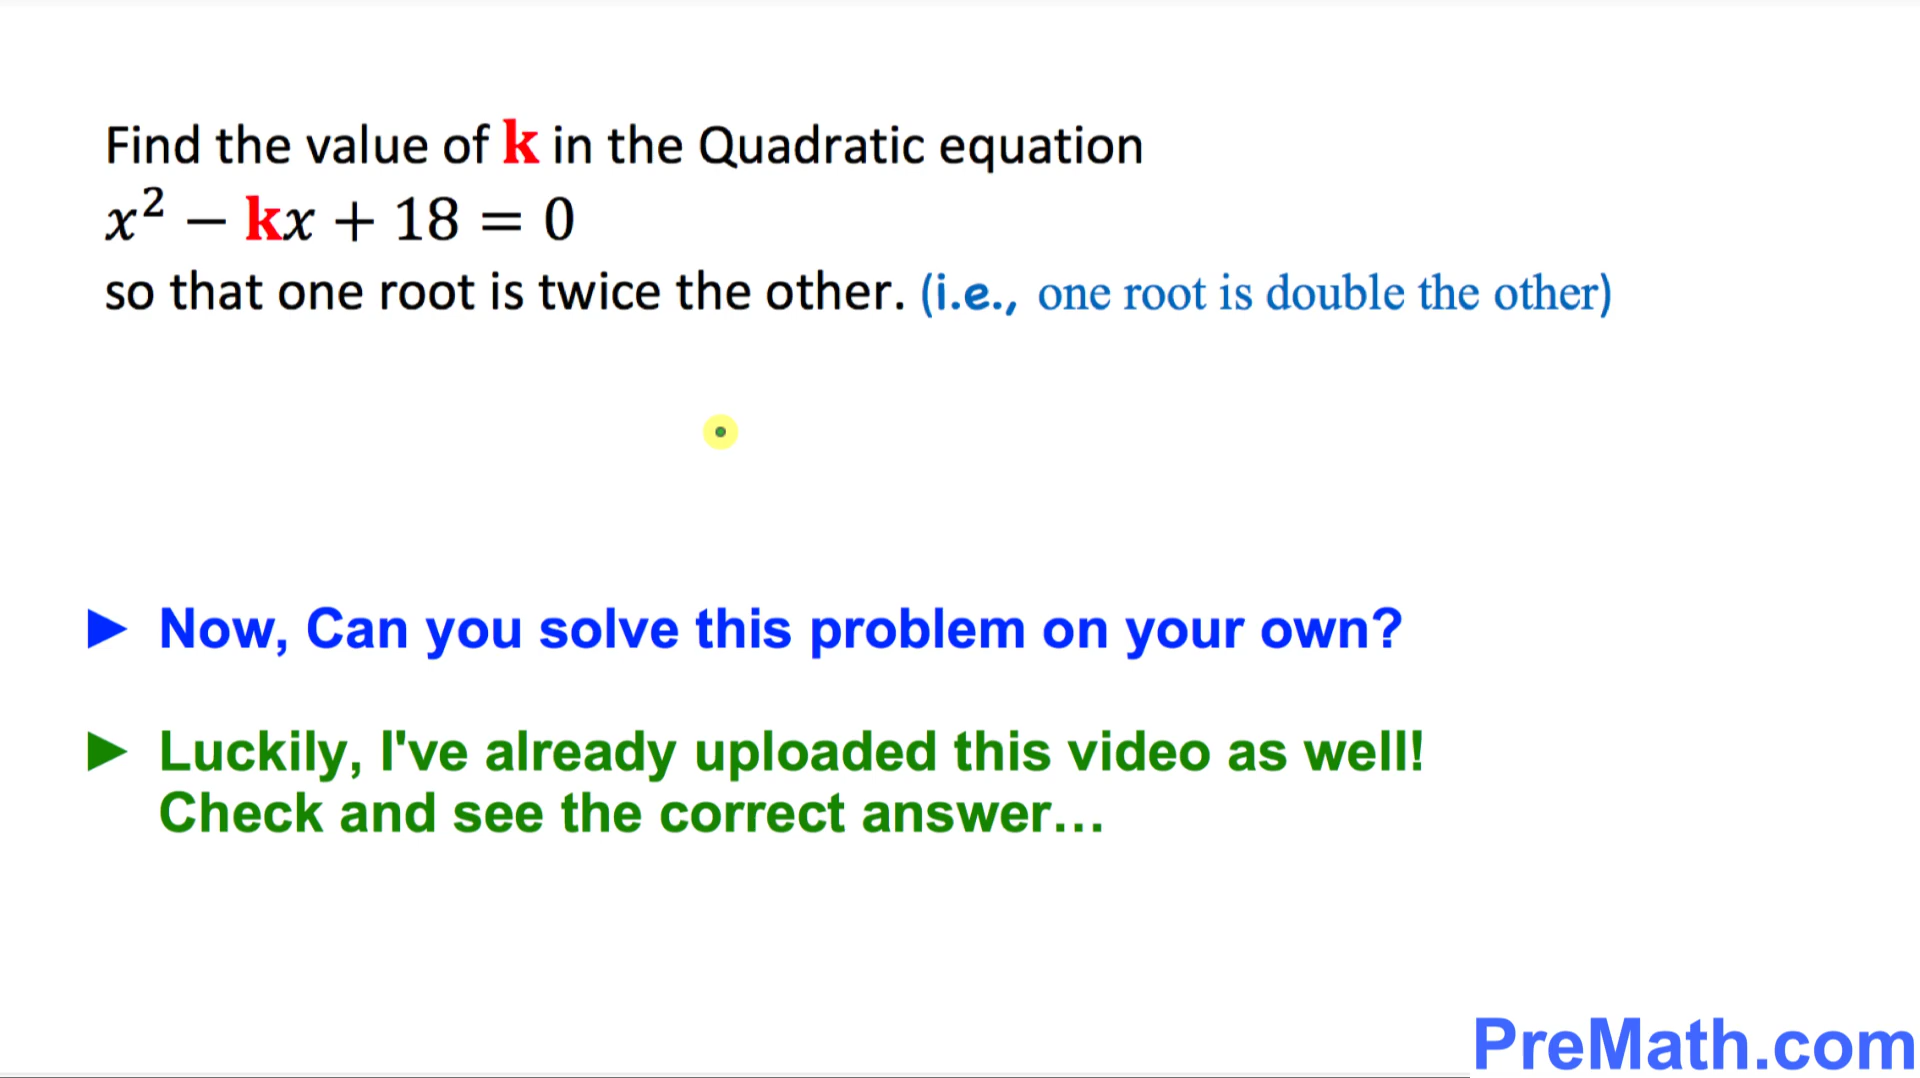 Find the value of k in the Quadratic equation
x² − kx + 18 = 0
so that one root is twice the other. (i.e., one root is double the other)
► Now, Can you solve this problem on your own?
► Luckily, I've already uploaded this video as well!
Check and see the correct answer...
PreMath.com